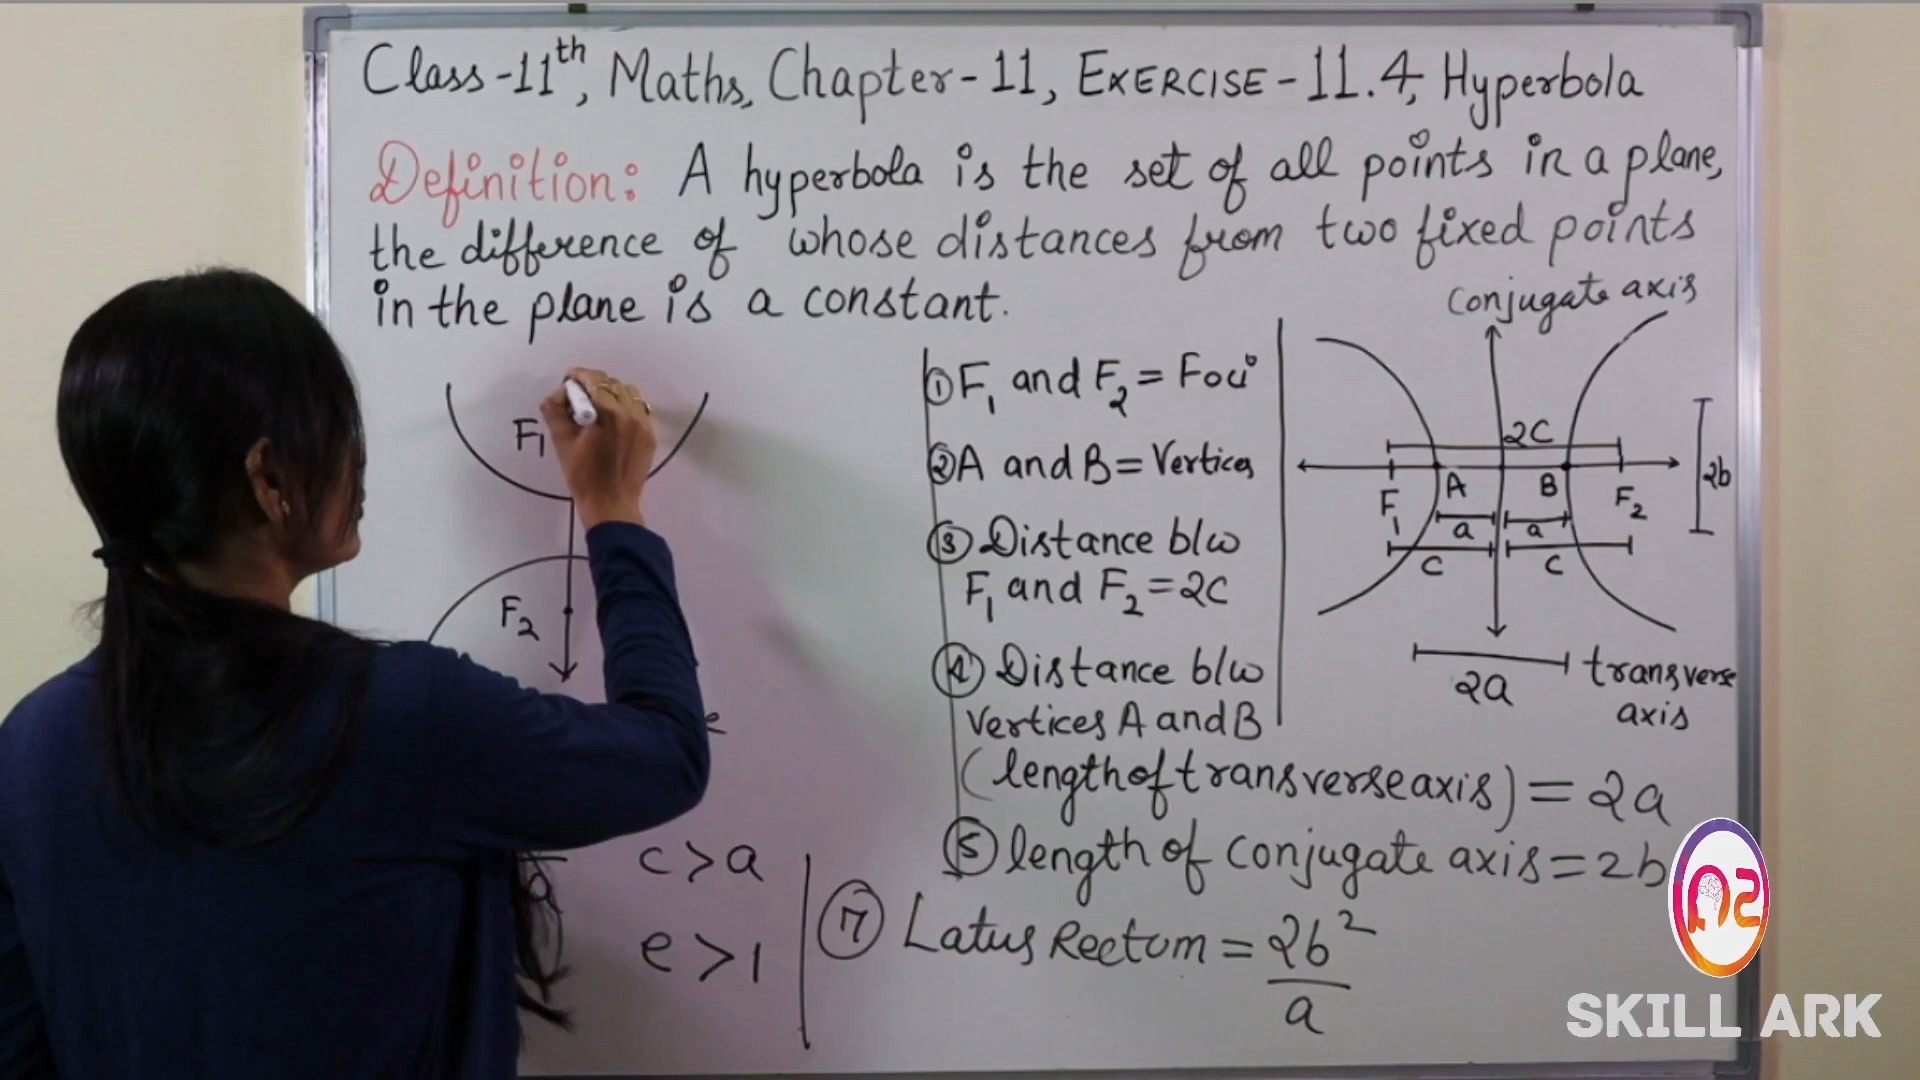 Class-11th, Maths, Chapter-11, EXERCISE-11.4, Hyperbola
Definition: A hyperbola is the set of all points in a plane,
the difference of whose distances from two fixed points
in the plane is a constant.
F1
F2
c>a
e>1
① F1 and F2 = Foci
② A and B = Vertices
③ Distance b/w
F1 and F2 = 2c
④ Distance b/w
vertices A and B
(length of transverse axis) = 2a
⑤ length of conjugate axis = 2b
⑦ Latus Rectum = 2b²/a
Conjugate axis
2C
A B
F1 F2
a a
c c
2b
2a
transverse
axis
SKILL ARK